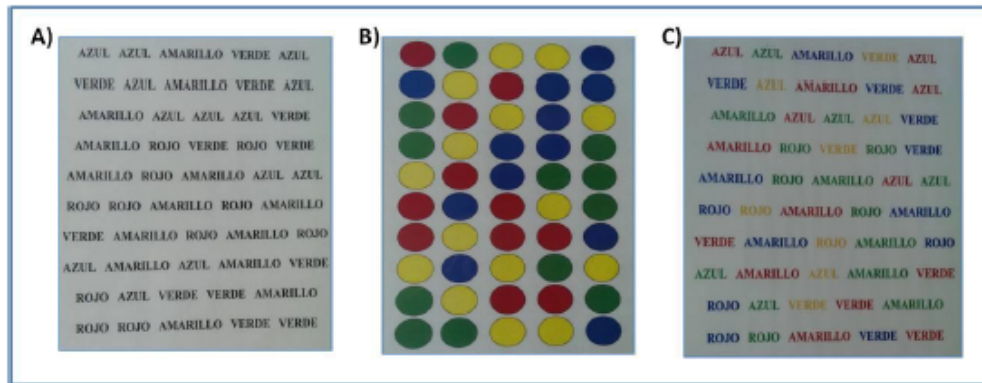 A)
AZUL AZUL AMARILLO VERDE AZUL
VERDE AZUL AMARILLO VERDE AZUL
AMARILLO AZUL AZUL AZUL VERDE
AMARILLO ROJO VERDE ROJO VERDE
AMARILLO ROJO AMARILLO AZUL AZUL
ROJO ROJO AMARILLO ROJO AMARILLO
VERDE AMARILLO ROJO AMARILLO ROJO
AZUL AMARILLO AZUL AMARILLO VERDE
ROJO AZUL VERDE VERDE AMARILLO
ROJO ROJO AMARILLO VERDE VERDE
B)
C)
AZUL AZUL AMARILLO VERDE AZUL
VERDE AZUL AMARILLO VERDE AZUL
AMARILLO AZUL AZUL AZUL VERDE
AMARILLO ROJO VERDE ROJO VERDE
AMARILLO ROJO AMARILLO AZUL AZUL
ROJO ROJO AMARILLO ROJO AMARILLO
VERDE AMARILLO ROJO AMARILLO ROJO
AZUL AMARILLO AZUL AMARILLO VERDE
ROJO AZUL VERDE VERDE AMARILLO
ROJO ROJO AMARILLO VERDE VERDE